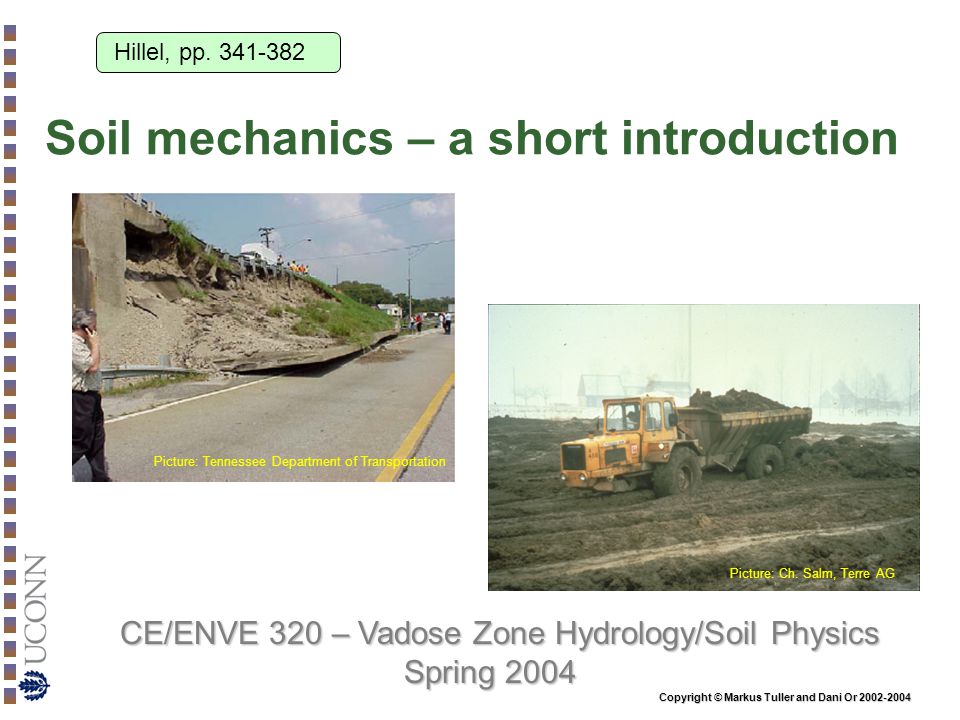 Hillel, pp. 341-382
Soil mechanics – a short introduction
Picture: Tennessee Department of Transportation
Picture: Ch. Salm, Terre AG
UCONN
CE/ENVE 320 – Vadose Zone Hydrology/Soil Physics
Spring 2004
Copyright © Markus Tuller and Dani Or 2002-2004